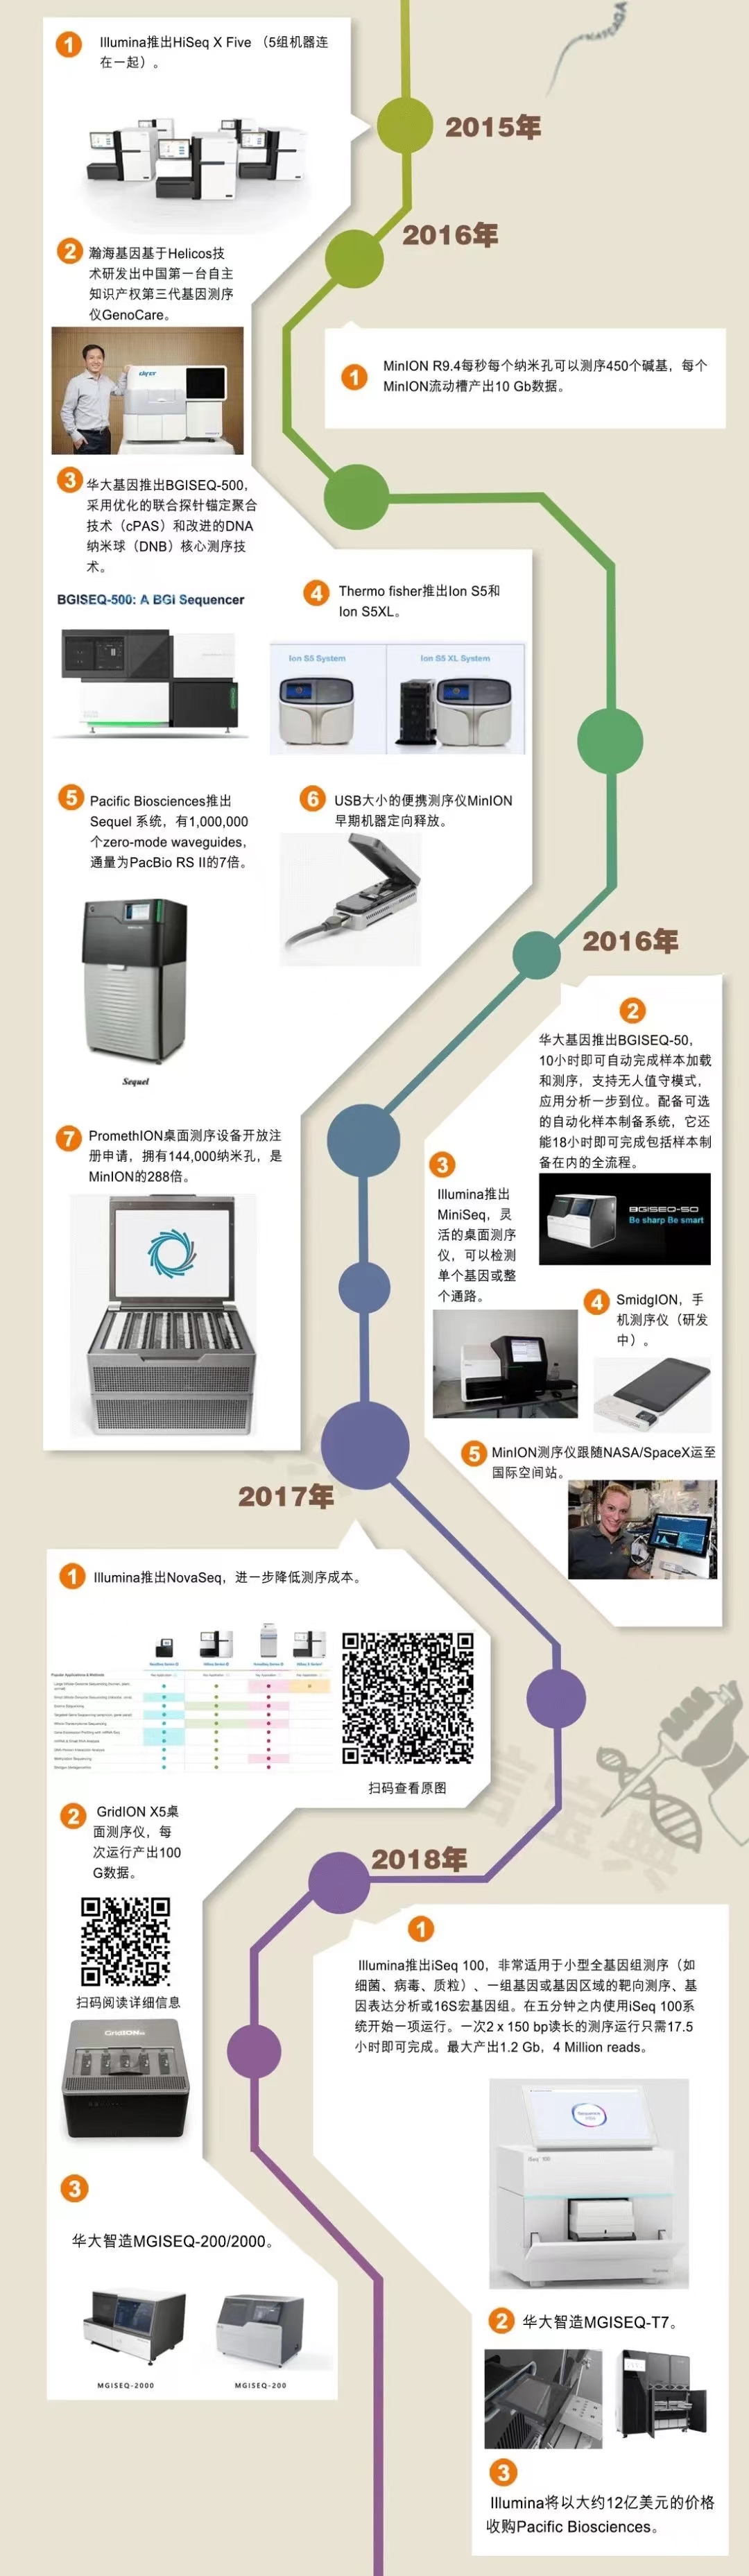 2015年
1
Illumina推出HiSeq X Five （5组机器连
在一起）。
2
瀚海基因基于Helicos技
术研发出中国第一台自主
知识产权第三代基因测序
仪GenoCare。
3
华大基因推出BGISEQ-500，
采用优化的联合探针锚定聚合
技术（cPAS）和改进的DNA
纳米球（DNB）核心测序技
术。
BGISEQ-500: A BGI Sequencer
4
Thermo fisher推出Ion S5和
Ion S5XL。
Ion S5 System
Ion S5 XL System
5
Pacific Biosciences推出
Sequel 系统，有1,000,000
个zero-mode waveguides，
通量为PacBio RS II的7倍。
Sequel
6
USB大小的便携测序仪MinION
早期机器定向释放。
7
PromethION桌面测序设备开放注
册申请，拥有144,000纳米孔，是
MinION的288倍。
2016年
1
MinION R9.4每秒每个纳米孔可以测序450个碱基，每个
MinION流动槽产出10 Gb数据。
2016年
2
华大基因推出BGISEQ-50，
10小时即可自动完成样本加载
和测序，支持无人值守模式，
应用分析一步到位。配备可选
的自动化样本制备系统，它还
能18小时即可完成包括样本制
备在内的全流程。
BGISEQ-50
Be sharp Be smart
3
Illumina推出
MiniSeq，灵
活的桌面测序
仪，可以检测
单个基因或整
个通路。
4
SmidgION，手
机测序仪（研发
中）。
5
MinION测序仪跟随NASA/SpaceX运至
国际空间站。
2017年
1
Illumina推出NovaSeq，进一步降低测序成本。
Popular Applications & Methods
扫码查看原图
2
GridION X5桌
面测序仪，每
次运行产出100
G数据。
扫码阅读详细信息
GridION
3
华大智造MGISEQ-200/2000。
MGISEQ-2000
MGISEQ-200
2018年
1
Illumina推出iSeq 100，非常适用于小型全基因组测序（如
细菌、病毒、质粒）、一组基因或基因区域的靶向测序、基
因表达分析或16S宏基因组。在五分钟之内使用iSeq 100系
统开始一项运行。一次2 x 150 bp读长的测序运行只需17.5
小时即可完成。最大产出1.2 Gb，4 Million reads。
iSeq 100
2
华大智造MGISEQ-T7。
3
Illumina将以大约12亿美元的价格
收购Pacific Biosciences。